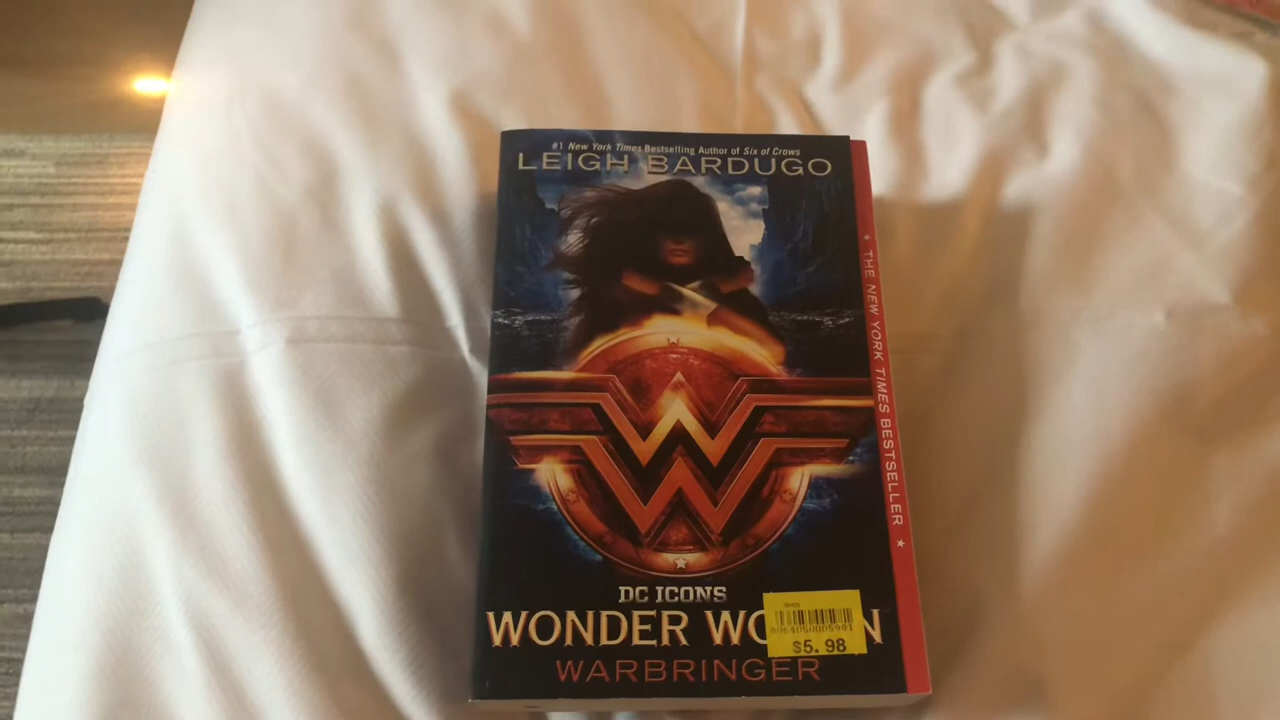 #1 New York Times Bestselling Author of Six of Crows
LEIGH BARDUGO
★ THE NEW YORK TIMES BESTSELLER ★
DC ICONS
WONDER WO N
WARBRINGER
$5.98